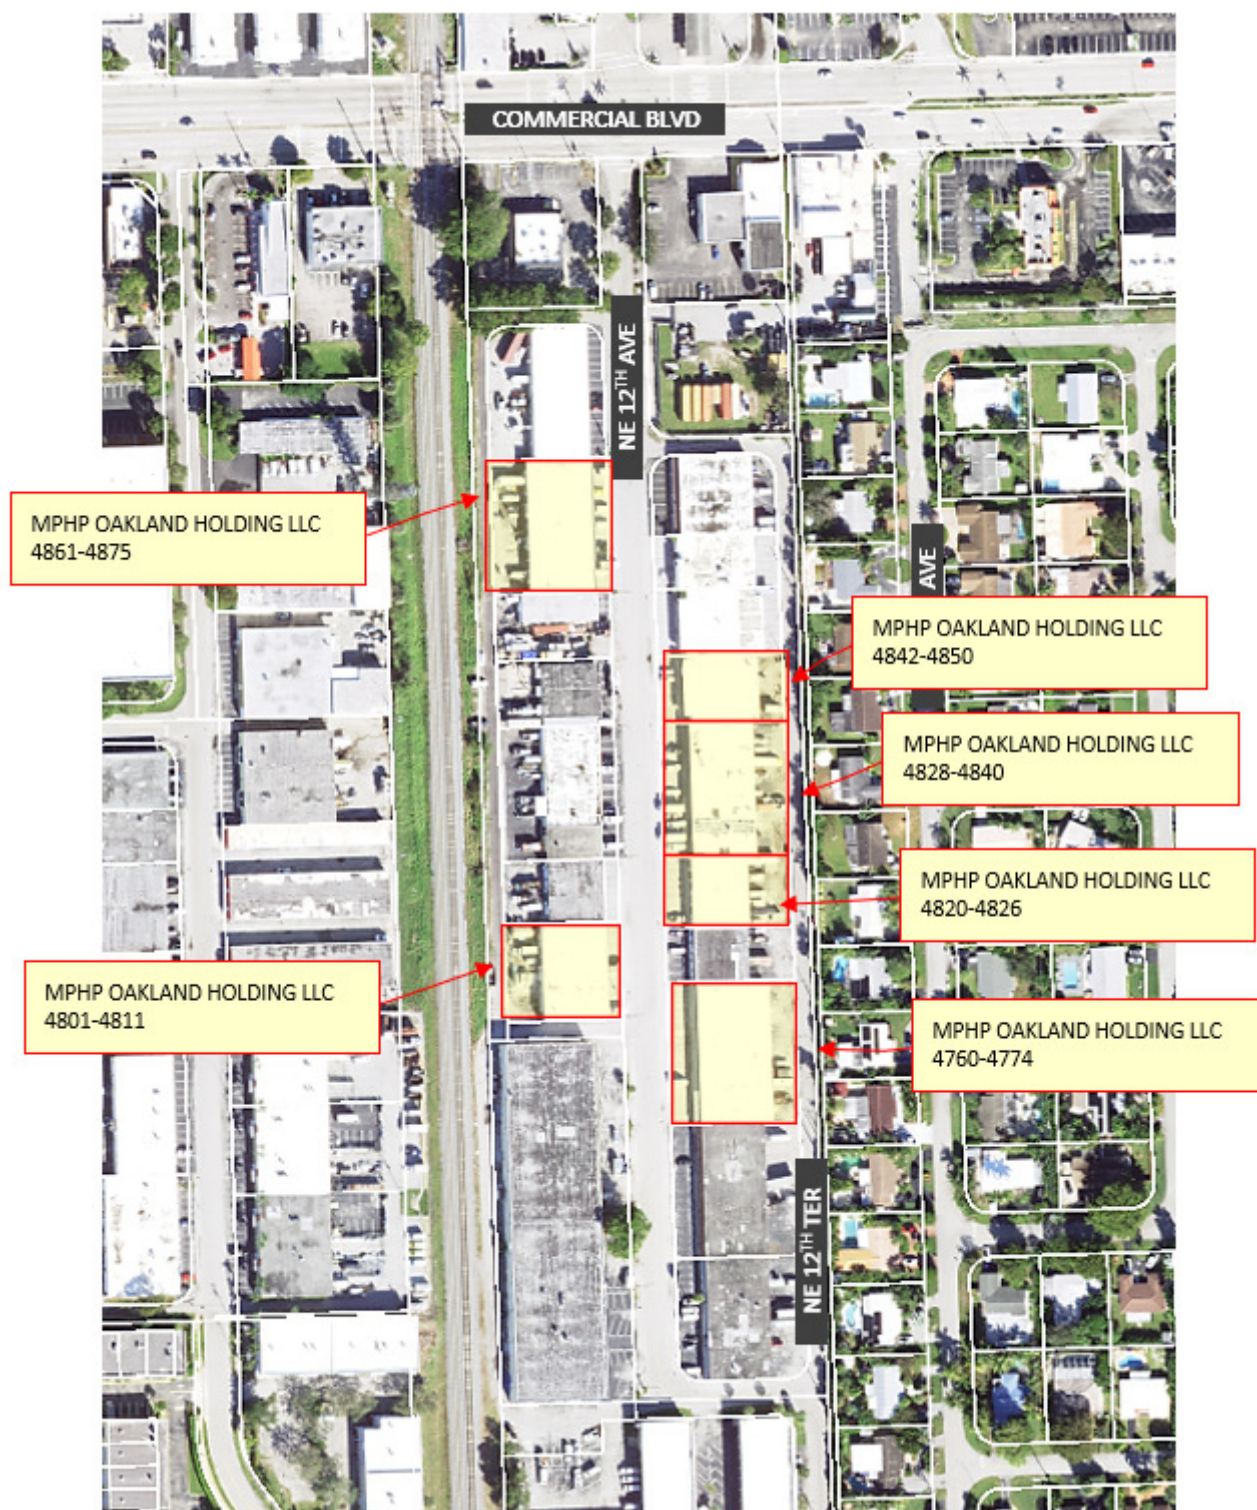 COMMERCIAL BLVD
NE 12TH AVE
MPHP OAKLAND HOLDING LLC
4861-4875
AVE
MPHP OAKLAND HOLDING LLC
4842-4850
MPHP OAKLAND HOLDING LLC
4828-4840
MPHP OAKLAND HOLDING LLC
4820-4826
MPHP OAKLAND HOLDING LLC
4801-4811
MPHP OAKLAND HOLDING LLC
4760-4774
NE 12TH TER